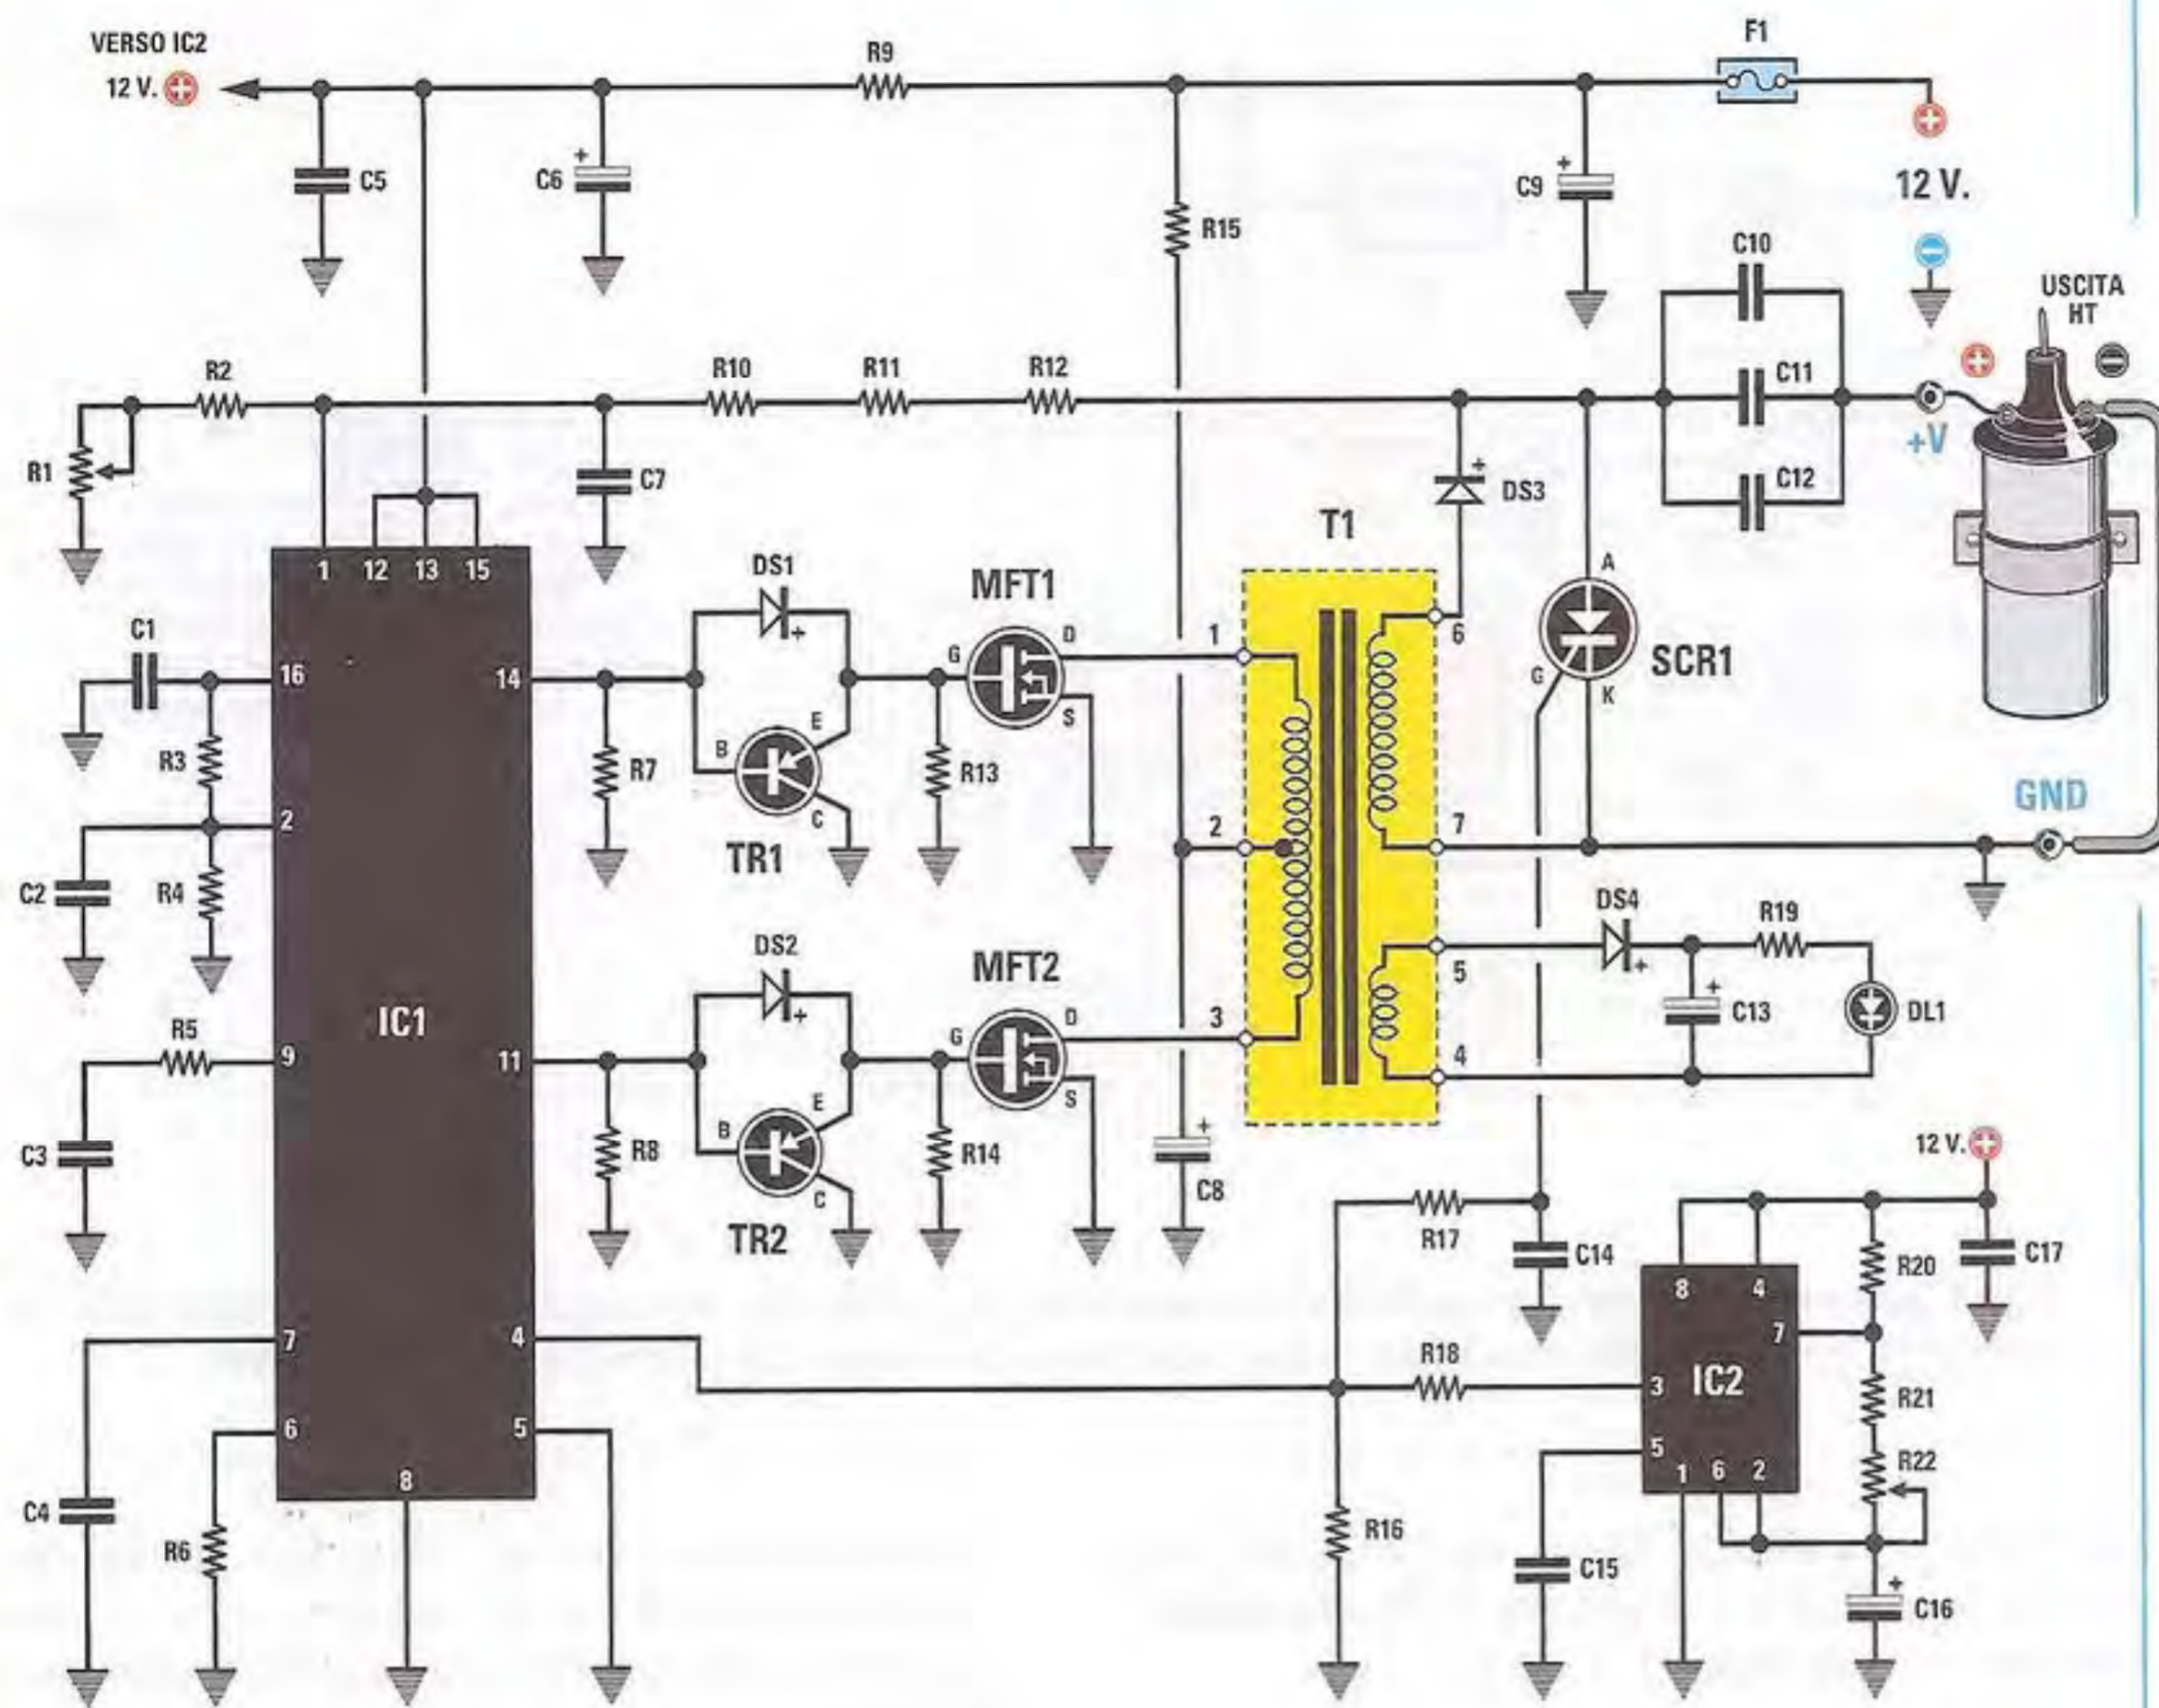 VERSO IC2
12 V. +
R9
F1
+
C5
+
C6
R15
+
C9
12 V.
−
C10
USCITA
HT
+
−
R2
R10
R11
R12
C11
+V
R1
C7
+
DS3
C12
T1
1
12
13
15
DS1
+
MFT1
A
SCR1
G
K
C1
16
14
G
D
S
1
6
R3
R7
B
E
C
TR1
R13
2
2
7
GND
C2
R4
DS2
+
MFT2
DS4
+
R19
5
R5
IC1
9
11
G
D
S
3
+
C13
DL1
4
C3
R8
B
E
C
TR2
R14
+
C8
12 V. +
R17
C14
8
4
R20
C17
7
4
R18
3
IC2
7
R21
6
5
5
1
6
2
R22
8
C4
R6
R16
C15
+
C16